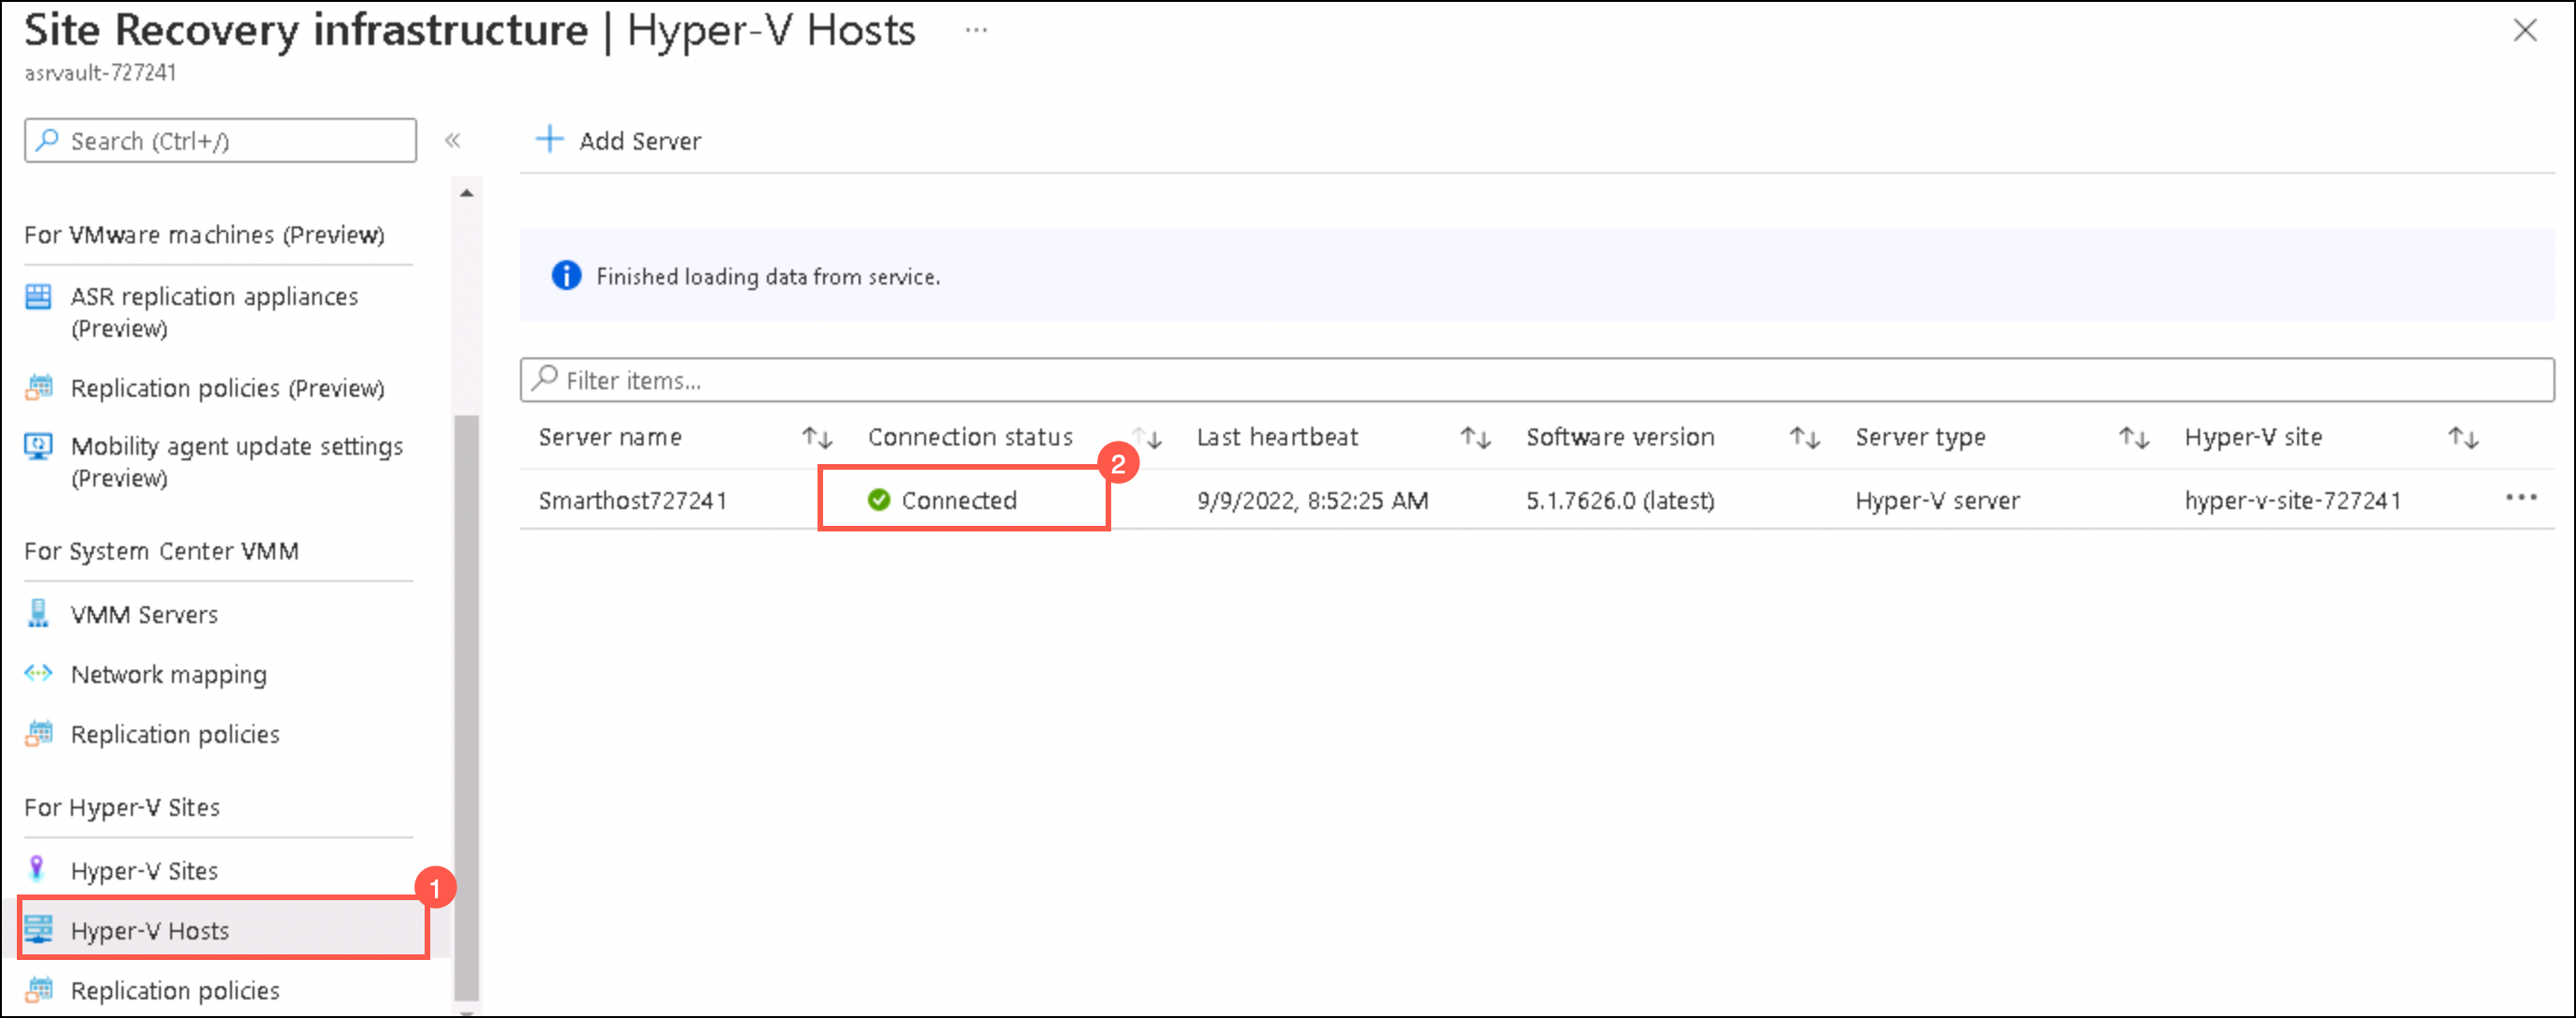 Site Recovery infrastructure | Hyper-V Hosts ...
asrvault-727241
Search (Ctrl+/)
«
Add Server
For VMware machines (Preview)
ASR replication appliances
(Preview)
Replication policies (Preview)
Mobility agent update settings
(Preview)
For System Center VMM
VMM Servers
Network mapping
Replication policies
For Hyper-V Sites
Hyper-V Sites
1
Hyper-V Hosts
Replication policies
Finished loading data from service.
Filter items...
Server name Connection status Last heartbeat Software version Server type Hyper-V site
2
Smarthost727241 Connected 9/9/2022, 8:52:25 AM 5.1.7626.0 (latest) Hyper-V server hyper-v-site-727241 ...